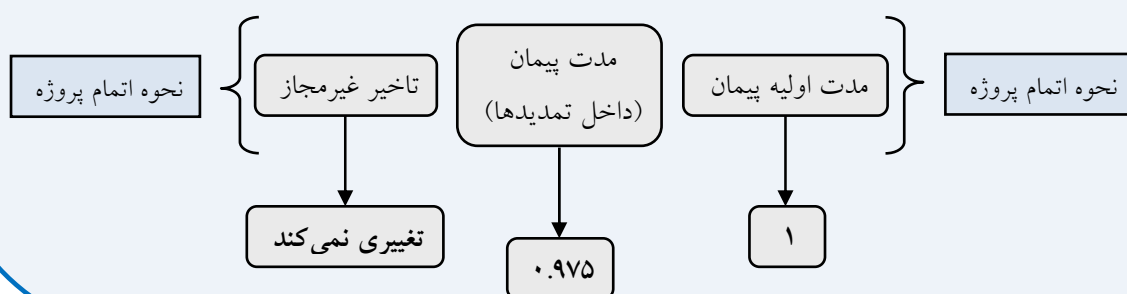 نحوه اتمام پروژه
مدت اولیه پیمان
مدت پیمان
(داخل تمدیدها)
تاخیر غیرمجاز
نحوه اتمام پروژه
۱
۰.۹۷۵
تغییری نمی‌کند